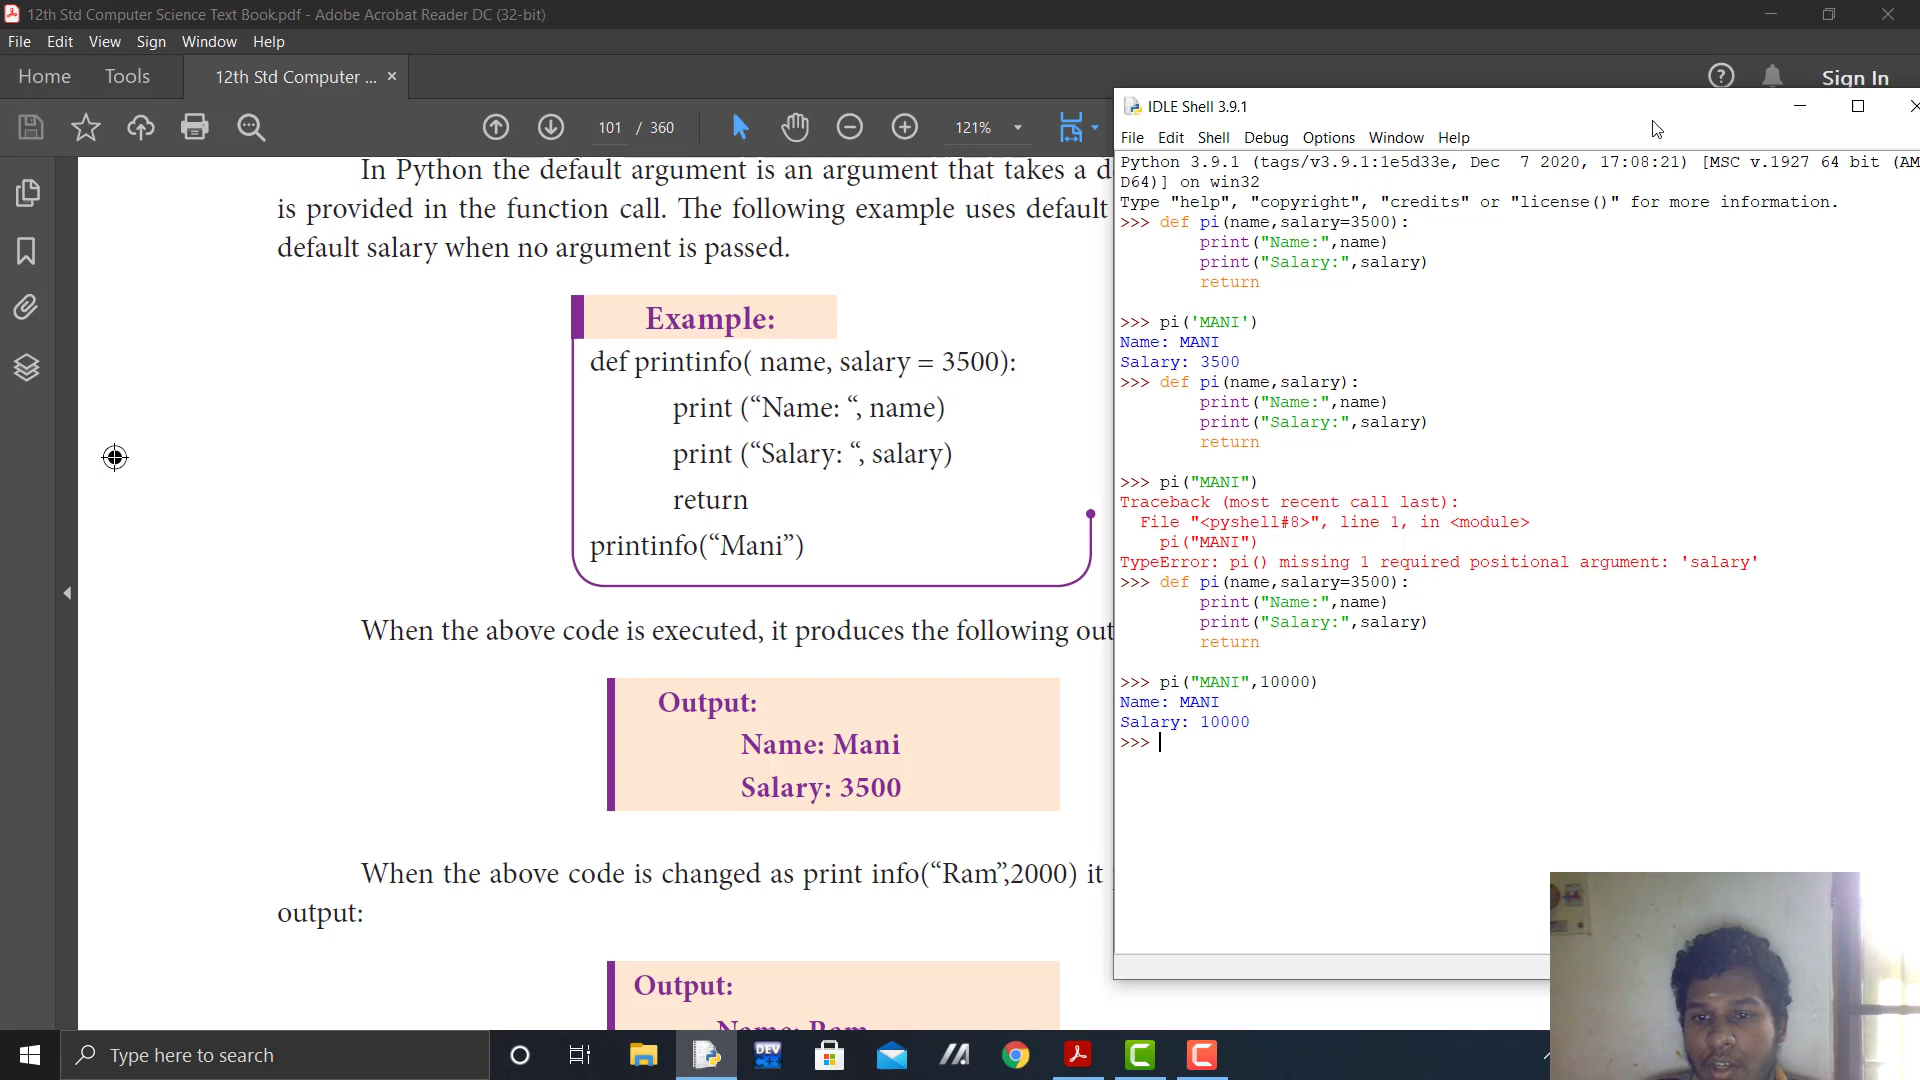 12th Std Computer Science Text Book.pdf - Adobe Acrobat Reader DC (32-bit)
File Edit View Sign Window Help
Home Tools 12th Std Computer ... ×
Sign In
101 / 360 121%
In Python the default argument is an argument that takes a d
is provided in the function call. The following example uses default
default salary when no argument is passed.
Example:
def printinfo( name, salary = 3500):
print (“Name: “, name)
print (“Salary: “, salary)
return
printinfo(“Mani”)
When the above code is executed, it produces the following out
Output:
Name: Mani
Salary: 3500
When the above code is changed as print info(“Ram”,2000) it
output:
Output:
Name: Ram
IDLE Shell 3.9.1
File Edit Shell Debug Options Window Help
Python 3.9.1 (tags/v3.9.1:1e5d33e, Dec  7 2020, 17:08:21) [MSC v.1927 64 bit (AM
D64)] on win32
Type "help", "copyright", "credits" or "license()" for more information.
>>> def pi(name,salary=3500):
print("Name:",name)
print("Salary:",salary)
return
>>> pi('MANI')
Name: MANI
Salary: 3500
>>> def pi(name,salary):
print("Name:",name)
print("Salary:",salary)
return
>>> pi("MANI")
Traceback (most recent call last):
File "<pyshell#8>", line 1, in <module>
pi("MANI")
TypeError: pi() missing 1 required positional argument: 'salary'
>>> def pi(name,salary=3500):
print("Name:",name)
print("Salary:",salary)
return
>>> pi("MANI",10000)
Name: MANI
Salary: 10000
>>>
Type here to search
DEV C++